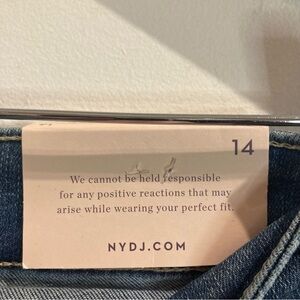 14
We cannot be held responsible
for any positive reactions that may
arise while wearing your perfect fit.
NYDJ.COM